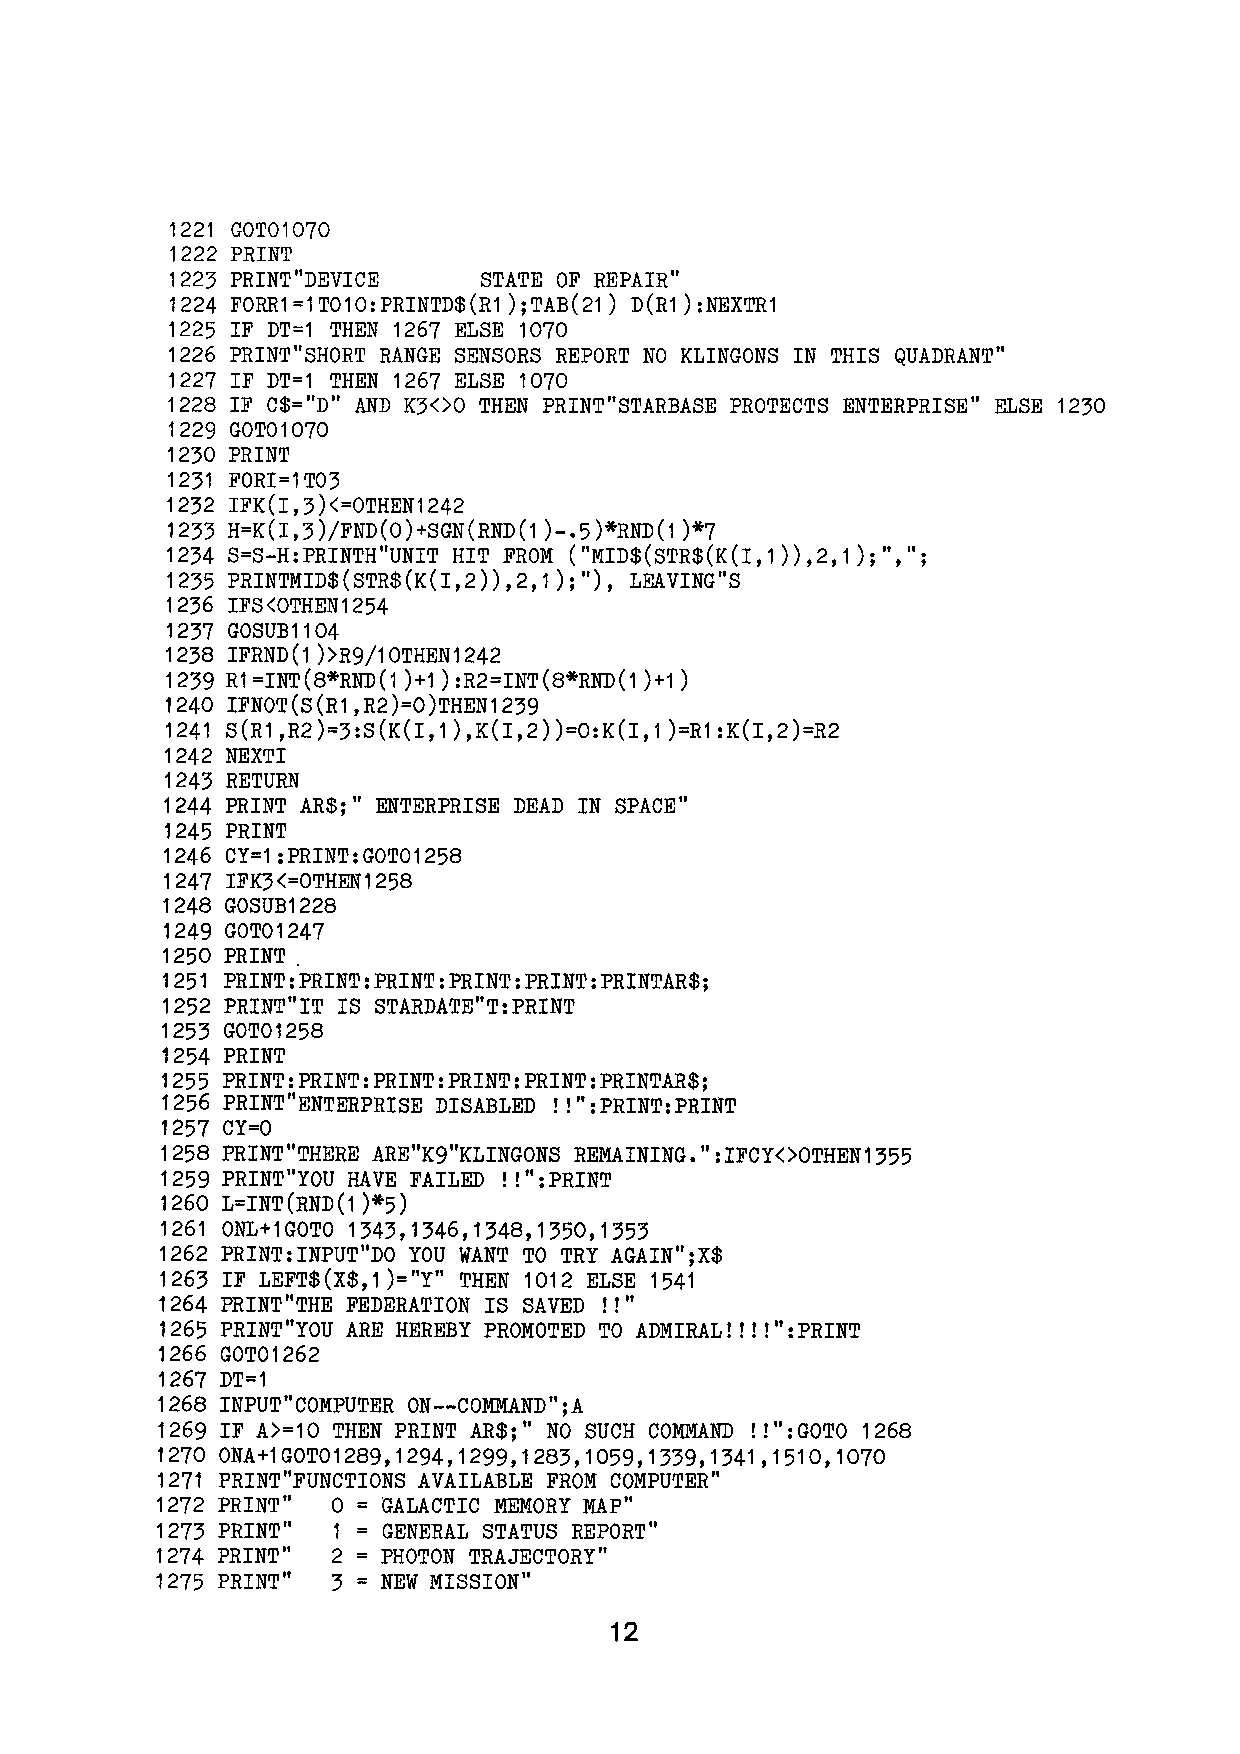 1221 GOTO1070
1222 PRINT
1223 PRINT"DEVICE        STATE OF REPAIR"
1224 FORR1=1TO10:PRINTD$(R1);TAB(21) D(R1):NEXTR1
1225 IF DT=1 THEN 1267 ELSE 1070
1226 PRINT"SHORT RANGE SENSORS REPORT NO KLINGONS IN THIS QUADRANT"
1227 IF DT=1 THEN 1267 ELSE 1070
1228 IF C$="D" AND K3<>0 THEN PRINT"STARBASE PROTECTS ENTERPRISE" ELSE 1230
1229 GOTO1070
1230 PRINT
1231 FORI=1TO3
1232 IFK(I,3)<=0THEN1242
1233 H=K(I,3)/FND(0)+SGN(RND(1)-.5)*RND(1)*7
1234 S=S-H:PRINTH"UNIT HIT FROM ("MID$(STR$(K(I,1)),2,1);",";
1235 PRINTMID$(STR$(K(I,2)),2,1);"), LEAVING"S
1236 IFS<0THEN1254
1237 GOSUB1104
1238 IFRND(1)>R9/10THEN1242
1239 R1=INT(8*RND(1)+1):R2=INT(8*RND(1)+1)
1240 IFNOT(S(R1,R2)=0)THEN1239
1241 S(R1,R2)=3:S(K(I,1),K(I,2))=0:K(I,1)=R1:K(I,2)=R2
1242 NEXTI
1243 RETURN
1244 PRINT AR$;" ENTERPRISE DEAD IN SPACE"
1245 PRINT
1246 CY=1:PRINT:GOTO1258
1247 IFK3<=0THEN1258
1248 GOSUB1228
1249 GOTO1247
1250 PRINT
1251 PRINT:PRINT:PRINT:PRINT:PRINT:PRINTAR$;
1252 PRINT"IT IS STARDATE"T:PRINT
1253 GOTO1258
1254 PRINT
1255 PRINT:PRINT:PRINT:PRINT:PRINT:PRINTAR$;
1256 PRINT"ENTERPRISE DISABLED !!":PRINT:PRINT
1257 CY=0
1258 PRINT"THERE ARE"K9"KLINGONS REMAINING.":IFCY<>0THEN1355
1259 PRINT"YOU HAVE FAILED !!":PRINT
1260 L=INT(RND(1)*5)
1261 ONL+1GOTO 1343,1346,1348,1350,1353
1262 PRINT:INPUT"DO YOU WANT TO TRY AGAIN";X$
1263 IF LEFT$(X$,1)="Y" THEN 1012 ELSE 1541
1264 PRINT"THE FEDERATION IS SAVED !!"
1265 PRINT"YOU ARE HEREBY PROMOTED TO ADMIRAL!!!!":PRINT
1266 GOTO1262
1267 DT=1
1268 INPUT"COMPUTER ON--COMMAND";A
1269 IF A>=10 THEN PRINT AR$;" NO SUCH COMMAND !!":GOTO 1268
1270 ONA+1GOTO1289,1294,1299,1283,1059,1339,1341,1510,1070
1271 PRINT"FUNCTIONS AVAILABLE FROM COMPUTER"
1272 PRINT"   0 = GALACTIC MEMORY MAP"
1273 PRINT"   1 = GENERAL STATUS REPORT"
1274 PRINT"   2 = PHOTON TRAJECTORY"
1275 PRINT"   3 = NEW MISSION"
12